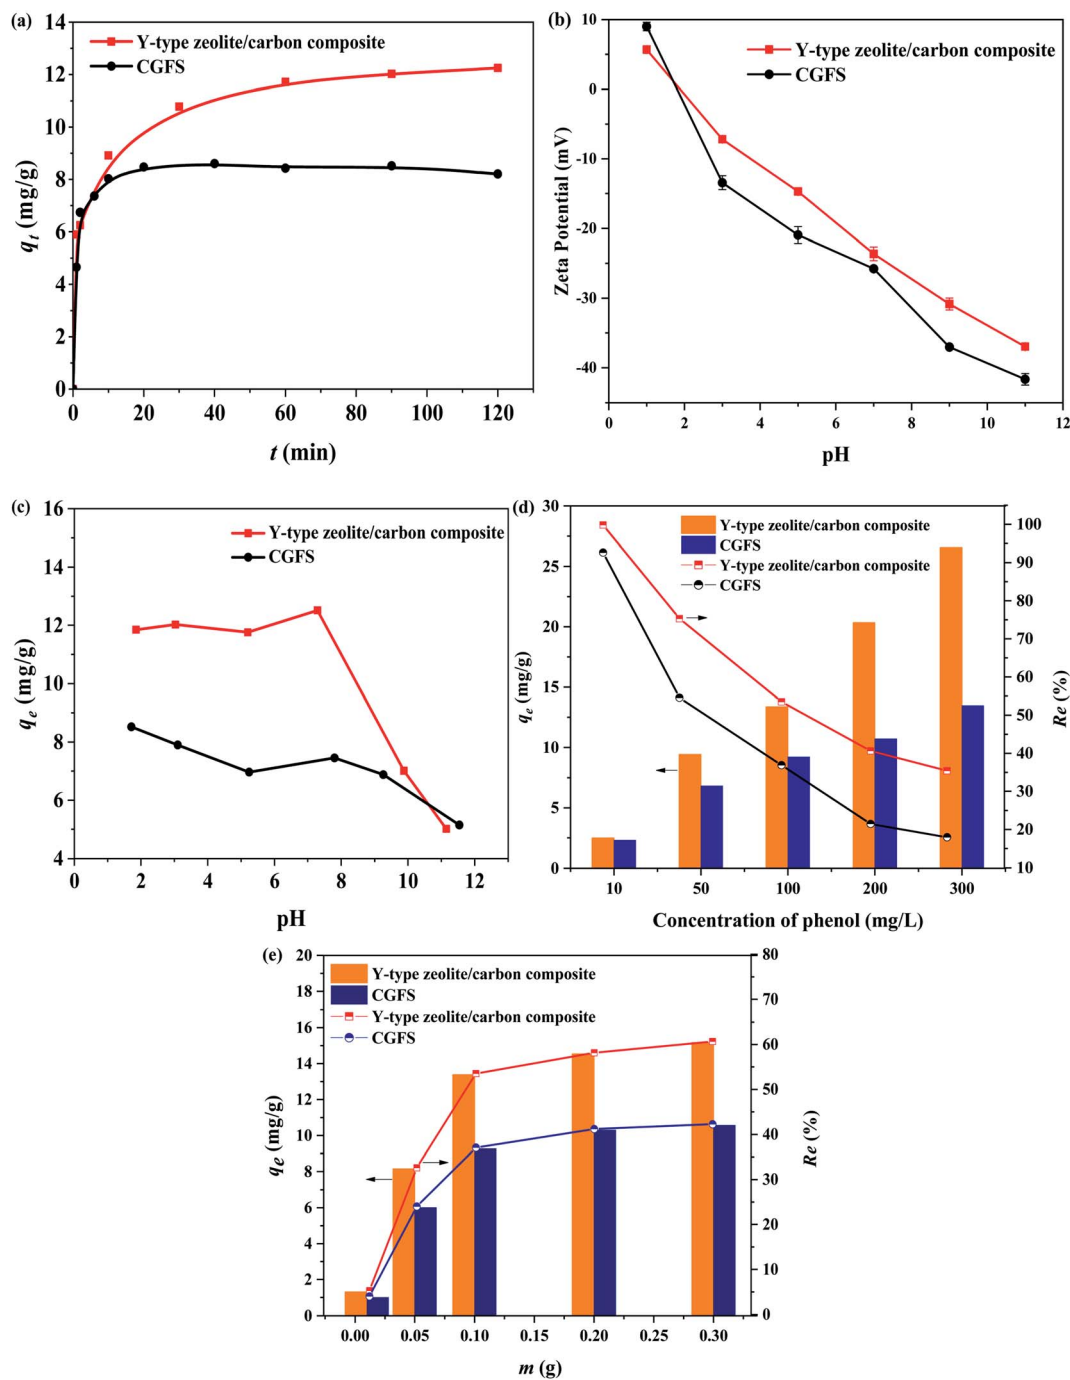 (a)
14
12
10
8
6
4
2
0
q_t (mg/g)
Y-type zeolite/carbon composite
CGFS
0 20 40 60 80 100 120
t (min)
(b)
10
0
-10
-20
-30
-40
Zeta Potential (mV)
Y-type zeolite/carbon composite
CGFS
0 2 4 6 8 10 12
pH
(c)
16
14
12
10
8
6
4
q_e (mg/g)
Y-type zeolite/carbon composite
CGFS
0 2 4 6 8 10 12
pH
(d)
30
25
20
15
10
5
0
q_e (mg/g)
Y-type zeolite/carbon composite
CGFS
Y-type zeolite/carbon composite
CGFS
100
90
80
70
60
50
40
30
20
10
Re (%)
10 50 100 200 300
Concentration of phenol (mg/L)
(e)
20
18
16
14
12
10
8
6
4
2
0
q_e (mg/g)
Y-type zeolite/carbon composite
CGFS
Y-type zeolite/carbon composite
CGFS
80
70
60
50
40
30
20
10
0
Re (%)
0.00 0.05 0.10 0.15 0.20 0.25 0.30
m (g)